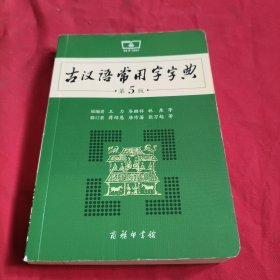 古汉语常用字字典
·第5版·
原编者 王力 岑麒祥 林焘 等
修订者 蒋绍愚 唐作藩 张万起 等
商务印书馆